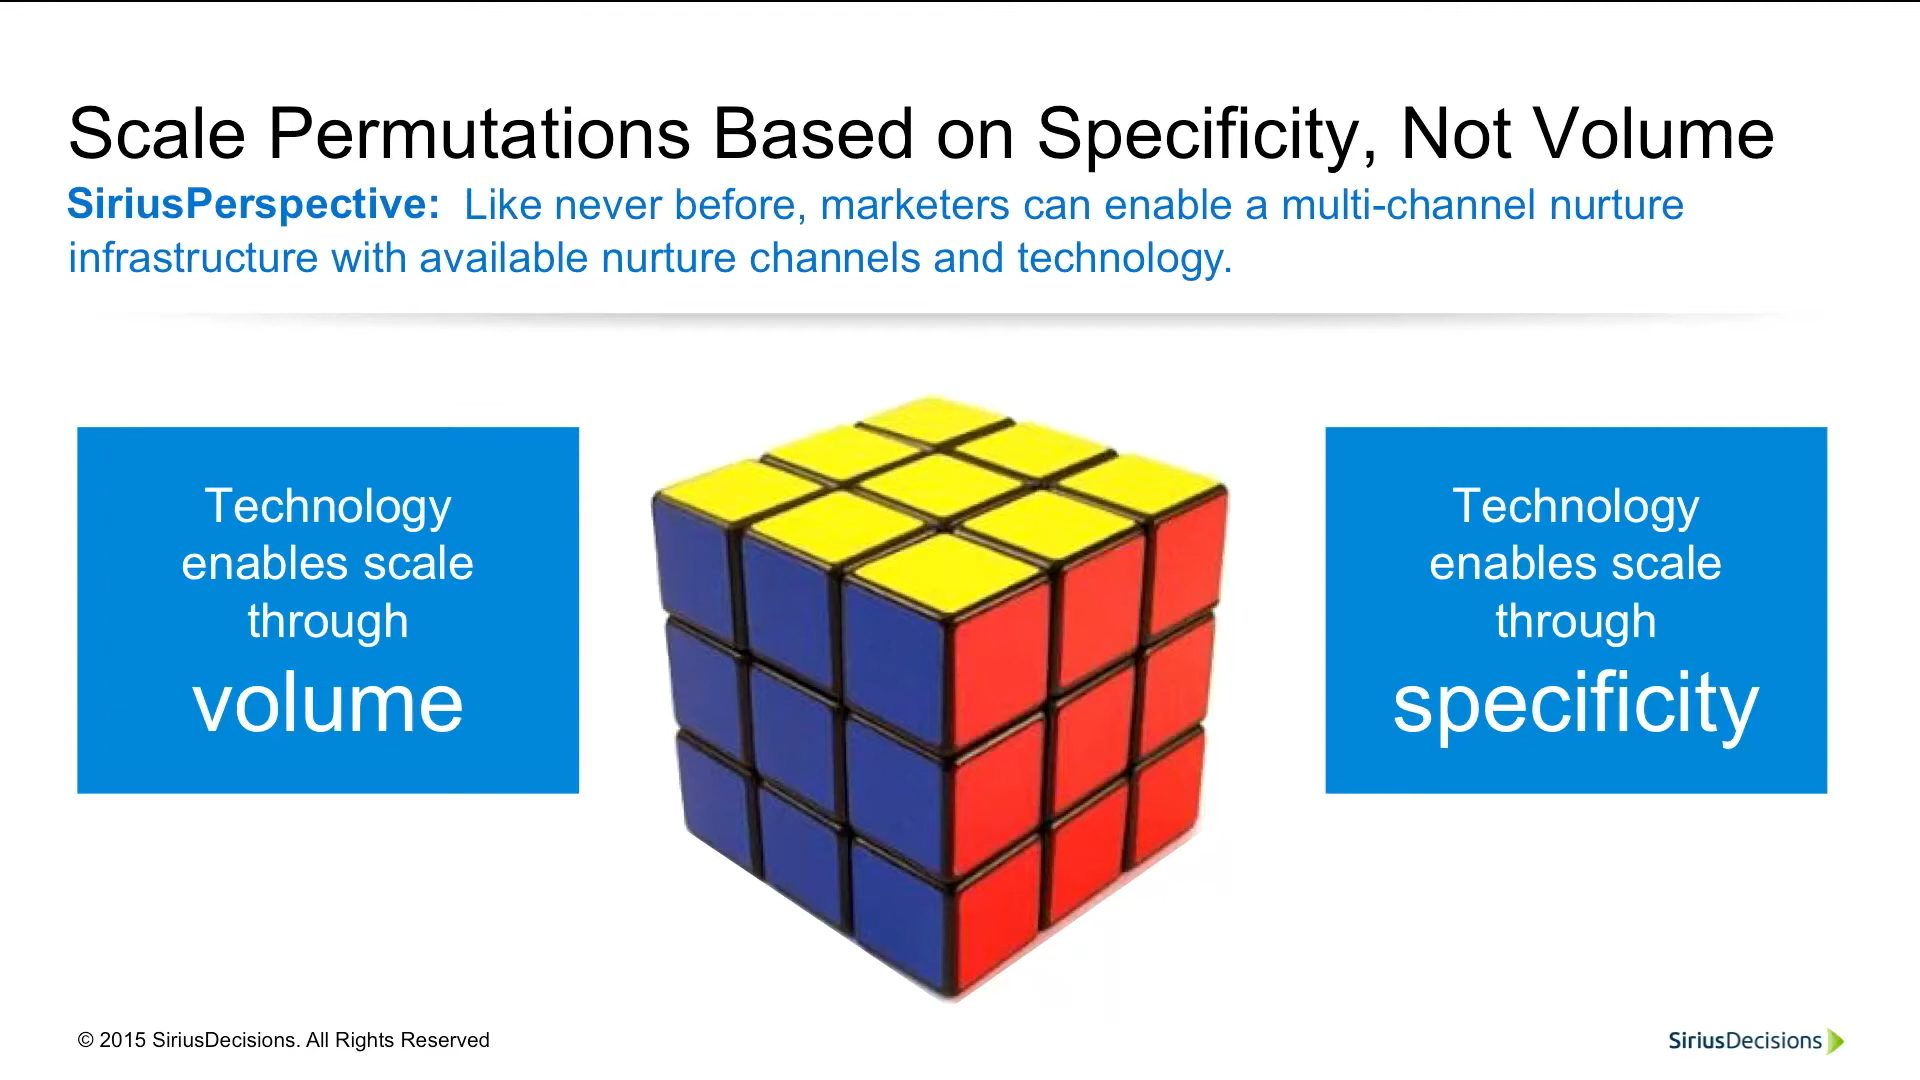 Scale Permutations Based on Specificity, Not Volume
SiriusPerspective: Like never before, marketers can enable a multi-channel nurture
infrastructure with available nurture channels and technology.
Technology
enables scale
through
volume
Technology
enables scale
through
specificity
© 2015 SiriusDecisions. All Rights Reserved
SiriusDecisions